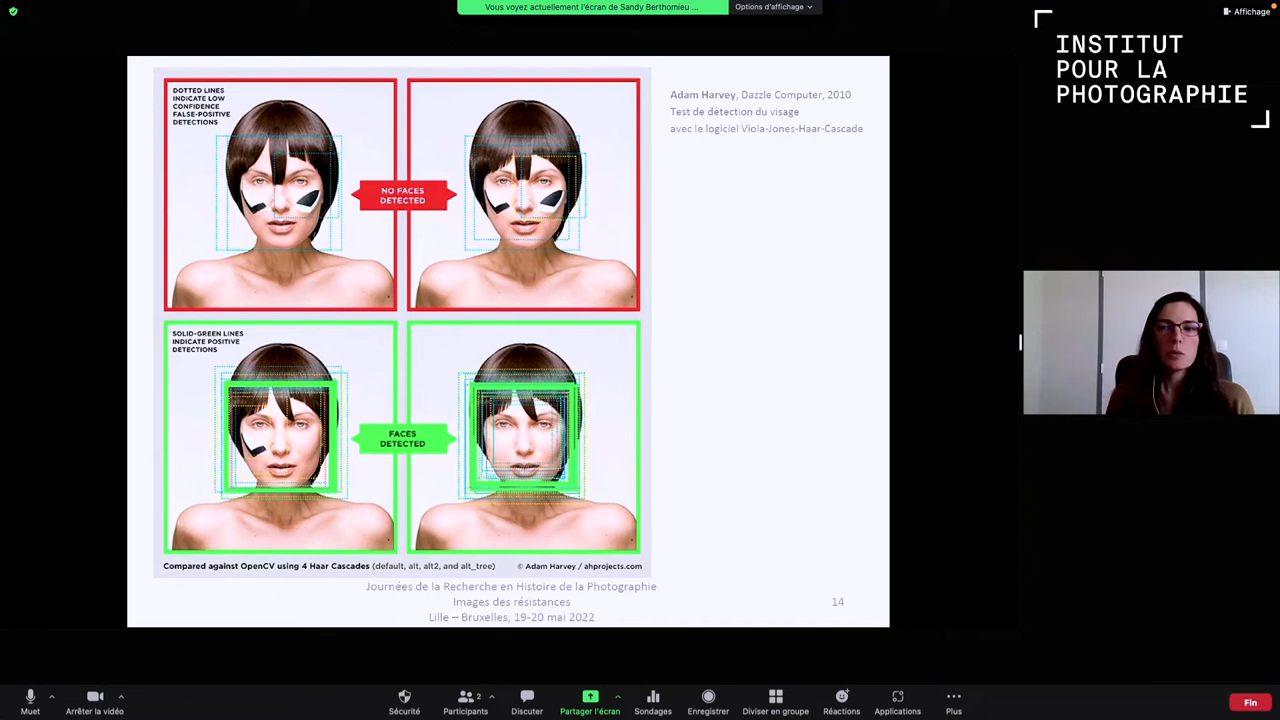 Vous voyez actuellement l'écran de Sandy Berthomieu ...
Options d'affichage
Affichage
INSTITUT
POUR LA
PHOTOGRAPHIE
DOTTED LINES
INDICATE LOW
CONFIDENCE
FALSE-POSITIVE
DETECTIONS
NO FACES
DETECTED
Adam Harvey, Dazzle Computer, 2010
Test de détection du visage
avec le logiciel Viola-Jones-Haar-Cascade
SOLID-GREEN LINES
INDICATE POSITIVE
DETECTIONS
FACES
DETECTED
Compared against OpenCV using 4 Haar Cascades (default, alt, alt2, and alt_tree)
© Adam Harvey / ahprojects.com
Journées de la Recherche en Histoire de la Photographie
Images des résistances
Lille – Bruxelles, 19-20 mai 2022
14
Muet
Arrêter la vidéo
Sécurité
Participants
2
Discuter
Partager l'écran
Sondages
Enregistrer
Diviser en groupe
Réactions
Applications
Plus
Fin